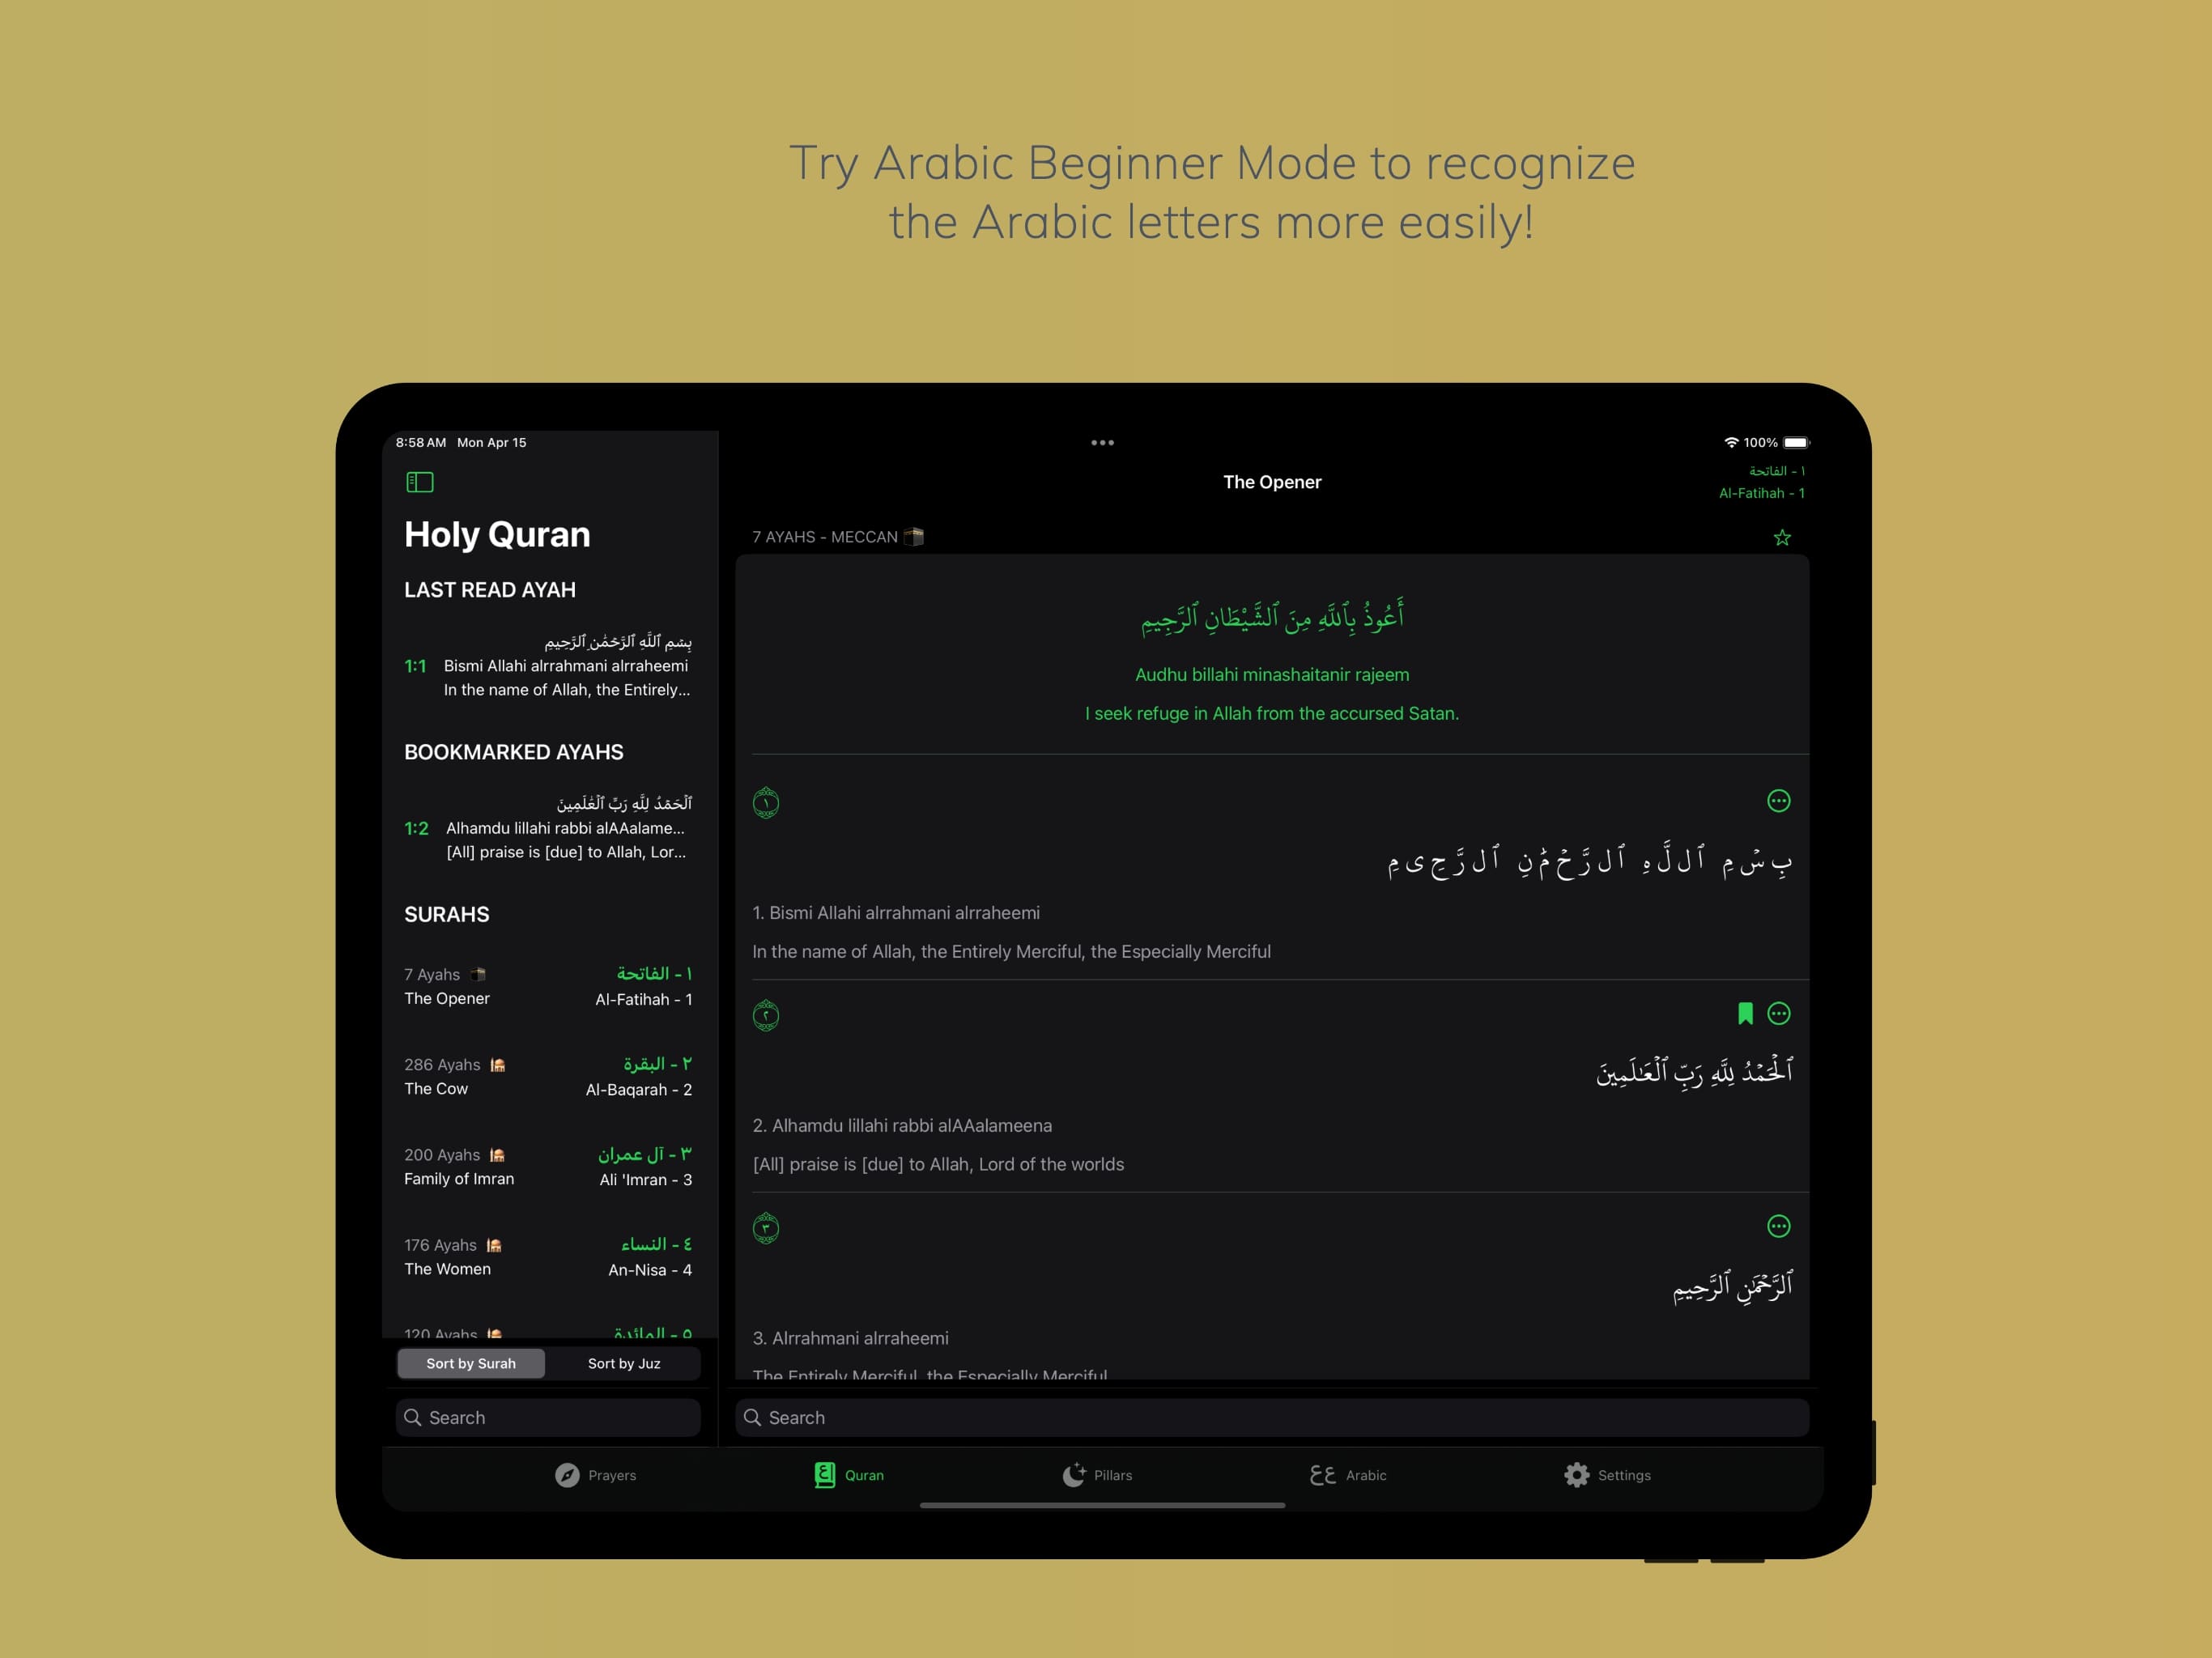 Try Arabic Beginner Mode to recognize
the Arabic letters more easily!
8:58 AM Mon Apr 15
100%
Holy Quran
LAST READ AYAH
بِسۡمِ ٱللَّهِ ٱلرَّحۡمَٰنِ ٱلرَّحِيمِ
1:1 Bismi Allahi alrrahmani alrraheemi
In the name of Allah, the Entirely...
BOOKMARKED AYAHS
ٱلۡحَمۡدُ لِلَّهِ رَبِّ ٱلۡعَٰلَمِينَ
1:2 Alhamdu lillahi rabbi alAAalame...
[All] praise is [due] to Allah, Lor...
SURAHS
7 Ayahs
١ - الفاتحة
The Opener
Al-Fatihah - 1
286 Ayahs
٢ - البقرة
The Cow
Al-Baqarah - 2
200 Ayahs
٣ - آل عمران
Family of Imran
Ali 'Imran - 3
176 Ayahs
٤ - النساء
The Women
An-Nisa - 4
120 Ayahs
٥ - المائدة
Sort by Surah
Sort by Juz
Search
The Opener
١ - الفاتحة
Al-Fatihah - 1
7 AYAHS - MECCAN
أَعُوذُ بِٱللَّهِ مِنَ ٱلشَّيْطَانِ ٱلرَّجِيمِ
Audhu billahi minashaitanir rajeem
I seek refuge in Allah from the accursed Satan.
١
بِ سۡ مِ ٱ ل لَّ هِ ٱ ل رَّ حۡ مَٰ نِ ٱ ل رَّ حِ ي مِ
1. Bismi Allahi alrrahmani alrraheemi
In the name of Allah, the Entirely Merciful, the Especially Merciful
٢
ٱلۡحَمۡدُ لِلَّهِ رَبِّ ٱلۡعَٰلَمِينَ
2. Alhamdu lillahi rabbi alAAalameena
[All] praise is [due] to Allah, Lord of the worlds
٣
ٱلرَّحۡمَٰنِ ٱلرَّحِيمِ
3. Alrrahmani alrraheemi
The Entirely Merciful, the Especially Merciful
Search
Prayers
Quran
Pillars
Arabic
Settings